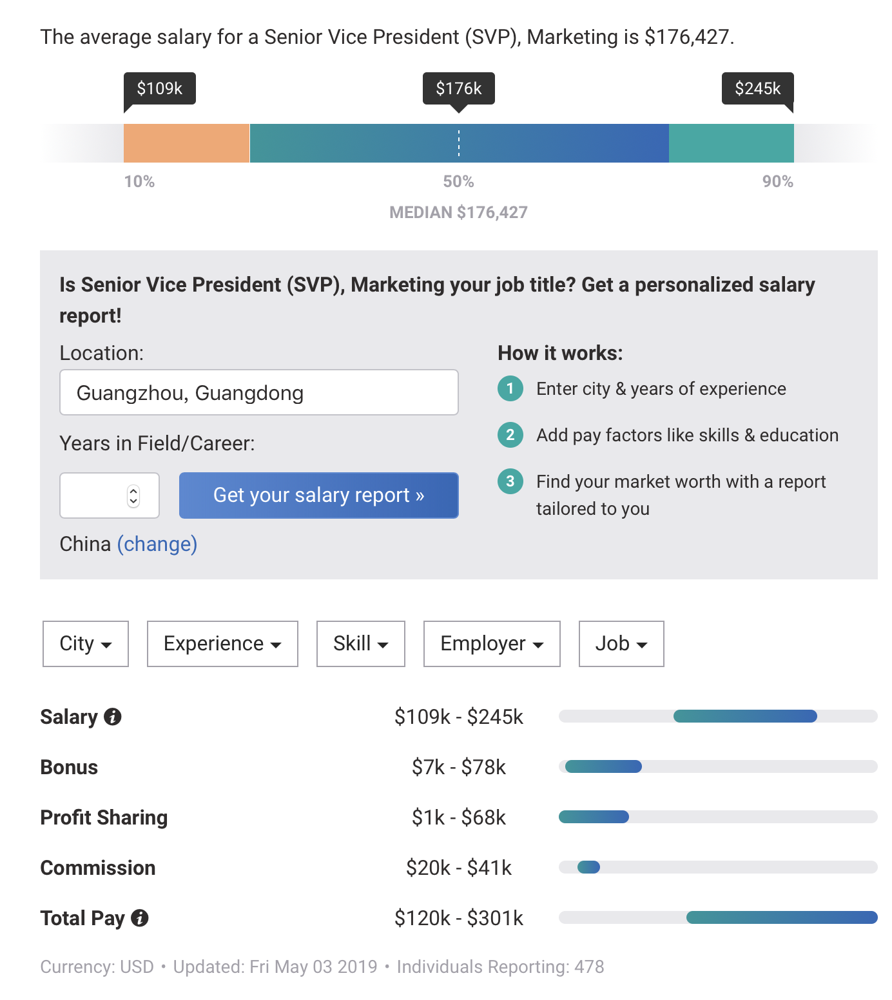 The average salary for a Senior Vice President (SVP), Marketing is $176,427.
$109k
$176k
$245k
10%
50%
90%
MEDIAN $176,427
Is Senior Vice President (SVP), Marketing your job title? Get a personalized salary
report!
Location:
Guangzhou, Guangdong
Years in Field/Career:
Get your salary report »
China (change)
How it works:
1 Enter city & years of experience
2 Add pay factors like skills & education
3 Find your market worth with a report
tailored to you
City
Experience
Skill
Employer
Job
Salary i $109k - $245k
Bonus $7k - $78k
Profit Sharing $1k - $68k
Commission $20k - $41k
Total Pay i $120k - $301k
Currency: USD • Updated: Fri May 03 2019 • Individuals Reporting: 478